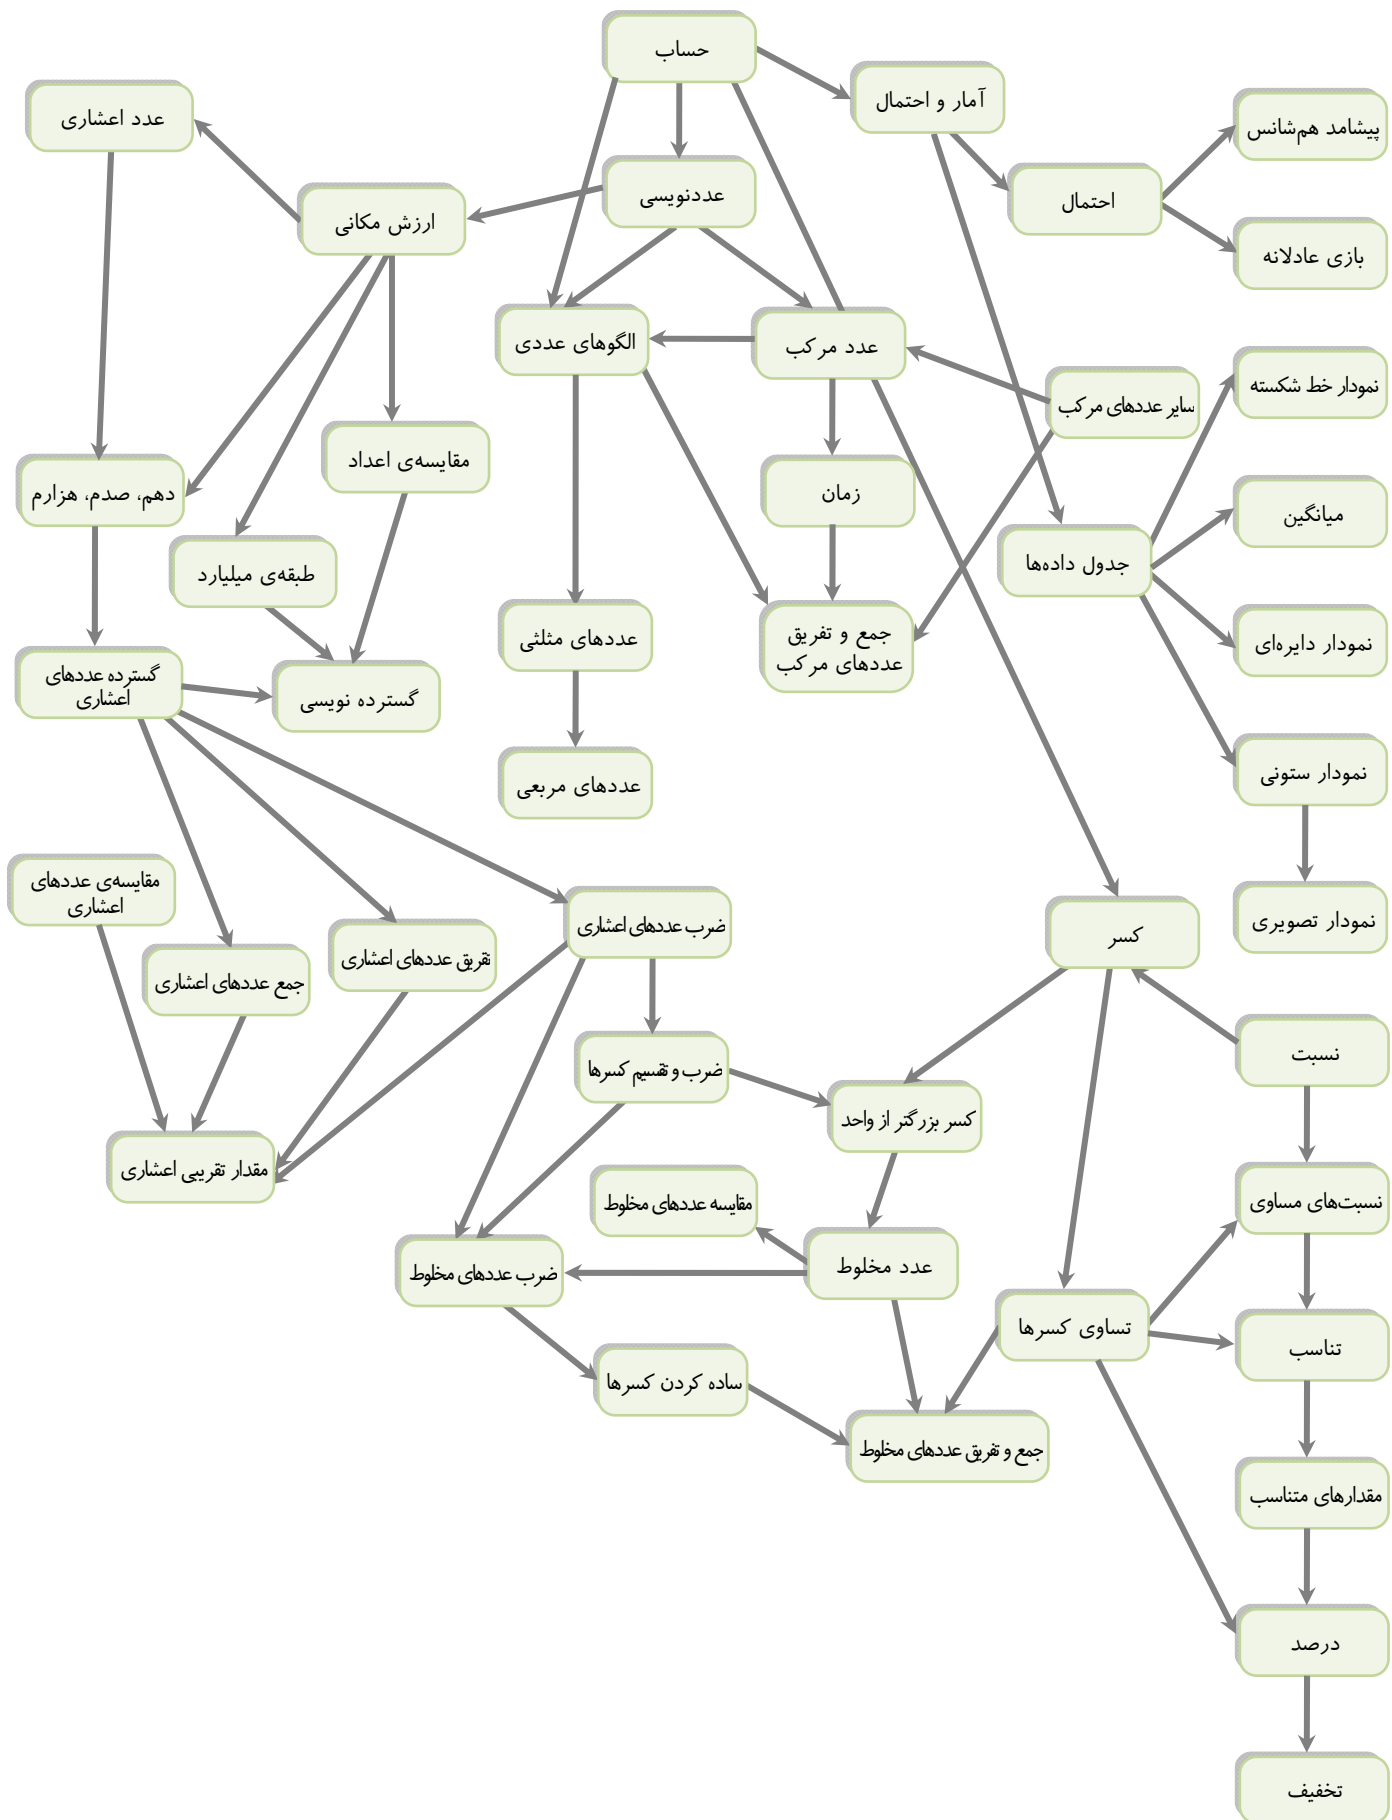 حساب
آمار و احتمال
عدد اعشاری
پیشامد هم‌شانس
عددنویسی
احتمال
ارزش مکانی
بازی عادلانه
الگوهای عددی
عدد مرکب
نمودار خط شکسته
سایر عددهای مرکب
مقایسه‌ی اعداد
دهم، صدم، هزارم
زمان
میانگین
طبقه‌ی میلیارد
جدول داده‌ها
عددهای مثلثی
جمع و تفریق
عددهای مرکب
نمودار دایره‌ای
گسترده عددهای
اعشاری
گسترده نویسی
عددهای مربعی
نمودار ستونی
مقایسه‌ی عددهای
اعشاری
ضرب عددهای اعشاری
نمودار تصویری
کسر
تفریق عددهای اعشاری
جمع عددهای اعشاری
نسبت
ضرب و تقسیم کسرها
کسر بزرگتر از واحد
مقدار تقریبی اعشاری
مقایسه عددهای مخلوط
نسبت‌های مساوی
ضرب عددهای مخلوط
عدد مخلوط
تساوی کسرها
تناسب
ساده کردن کسرها
جمع و تفریق عددهای مخلوط
مقدارهای متناسب
درصد
تخفیف